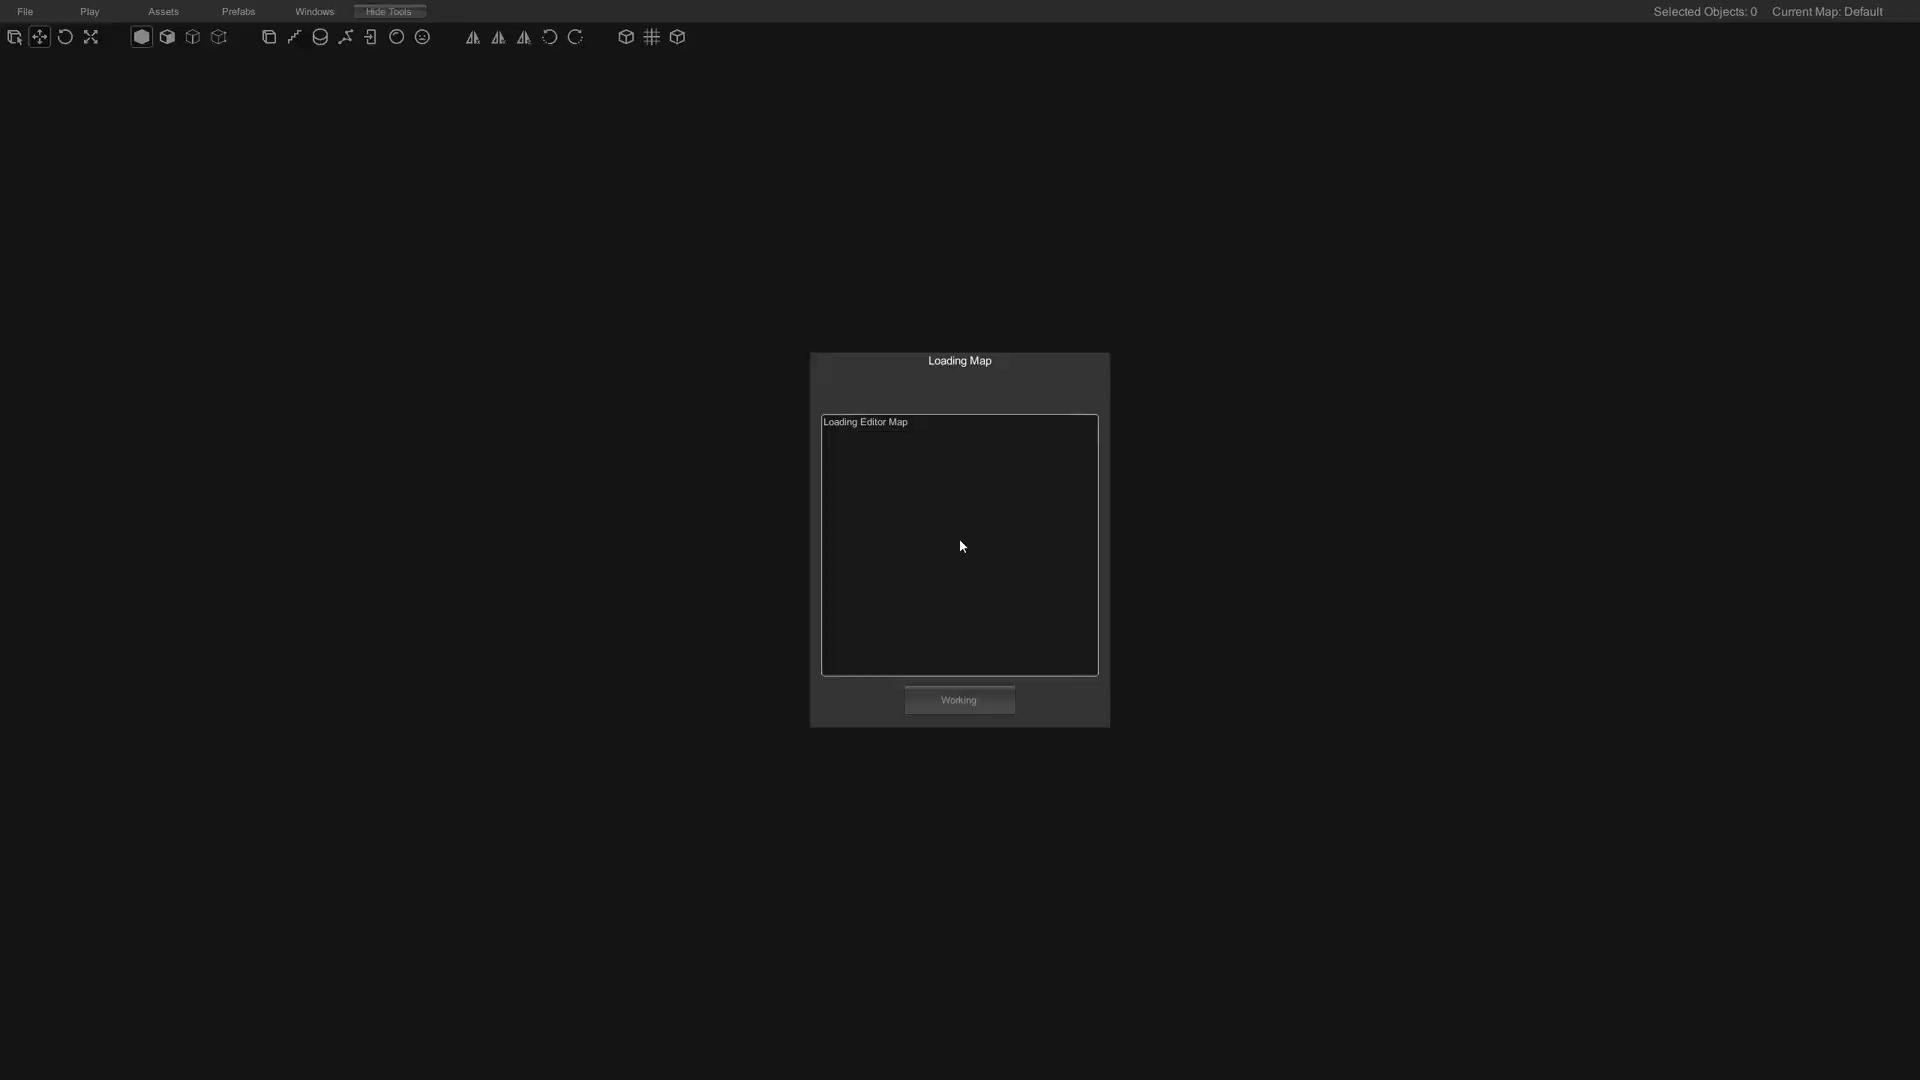 File Play Assets Prefabs Windows Hide Tools Selected Objects: 0 Current Map: Default
Loading Map
Loading Editor Map
Working